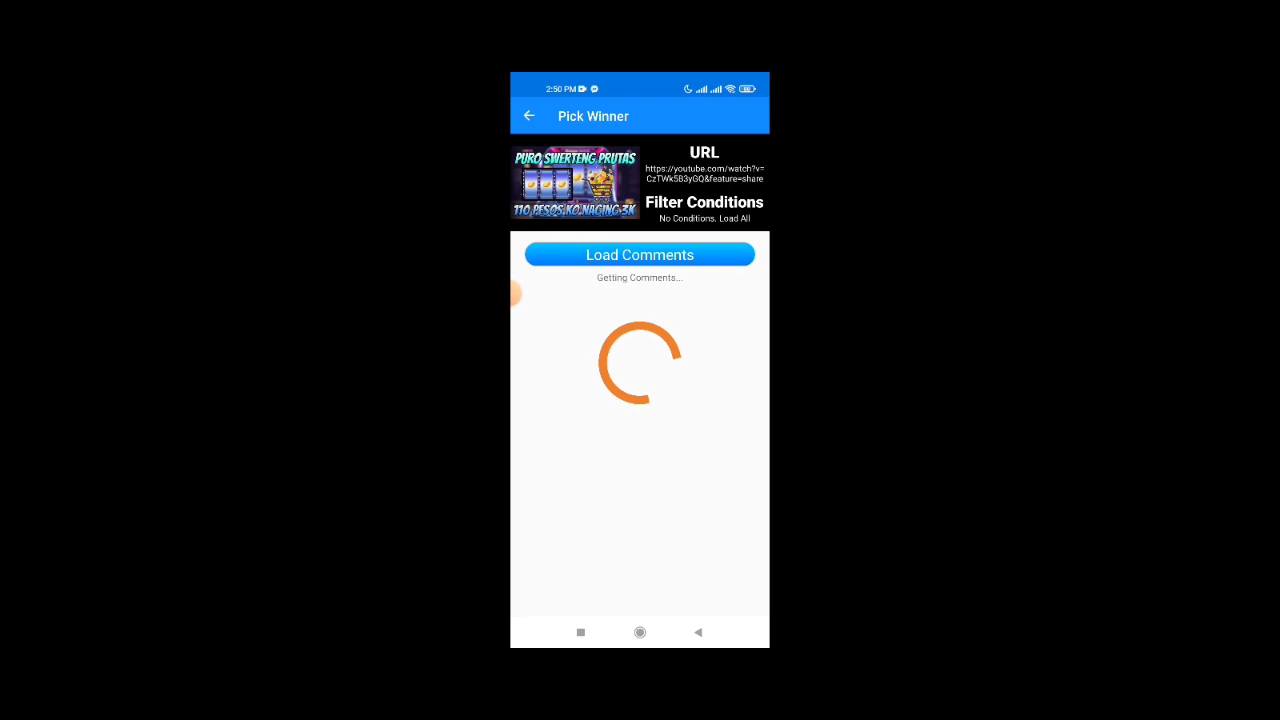 2:50 PM
Pick Winner
PURO SWERTENG PRUTAS
110 PESOS KO NAGING 3K
URL
https://youtube.com/watch?v=
CzTWk5B3yGQ&feature=share
Filter Conditions
No Conditions. Load All
Load Comments
Getting Comments...